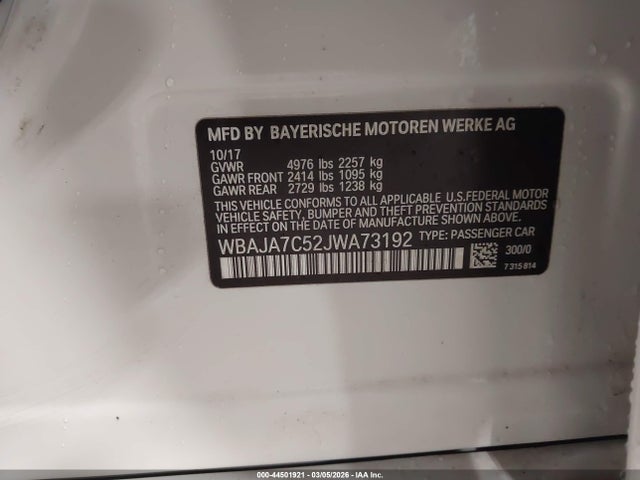 MFD BY BAYERISCHE MOTOREN WERKE AG
10/17
GVWR 4976 lbs 2257 kg
GAWR FRONT 2414 lbs 1095 kg
GAWR REAR 2729 lbs 1238 kg
THIS VEHICLE CONFORMS TO ALL APPLICABLE U.S.FEDERAL MOTOR
VEHICLE SAFETY, BUMPER AND THEFT PREVENTION STANDARDS
IN EFFECT ON THE DATE OF MANUFACTURE SHOWN ABOVE.
WBAJA7C52JWA73192 TYPE: PASSENGER CAR
300/0
7 315 814
000-44501921 | 03/05/2026 - IAA Inc.